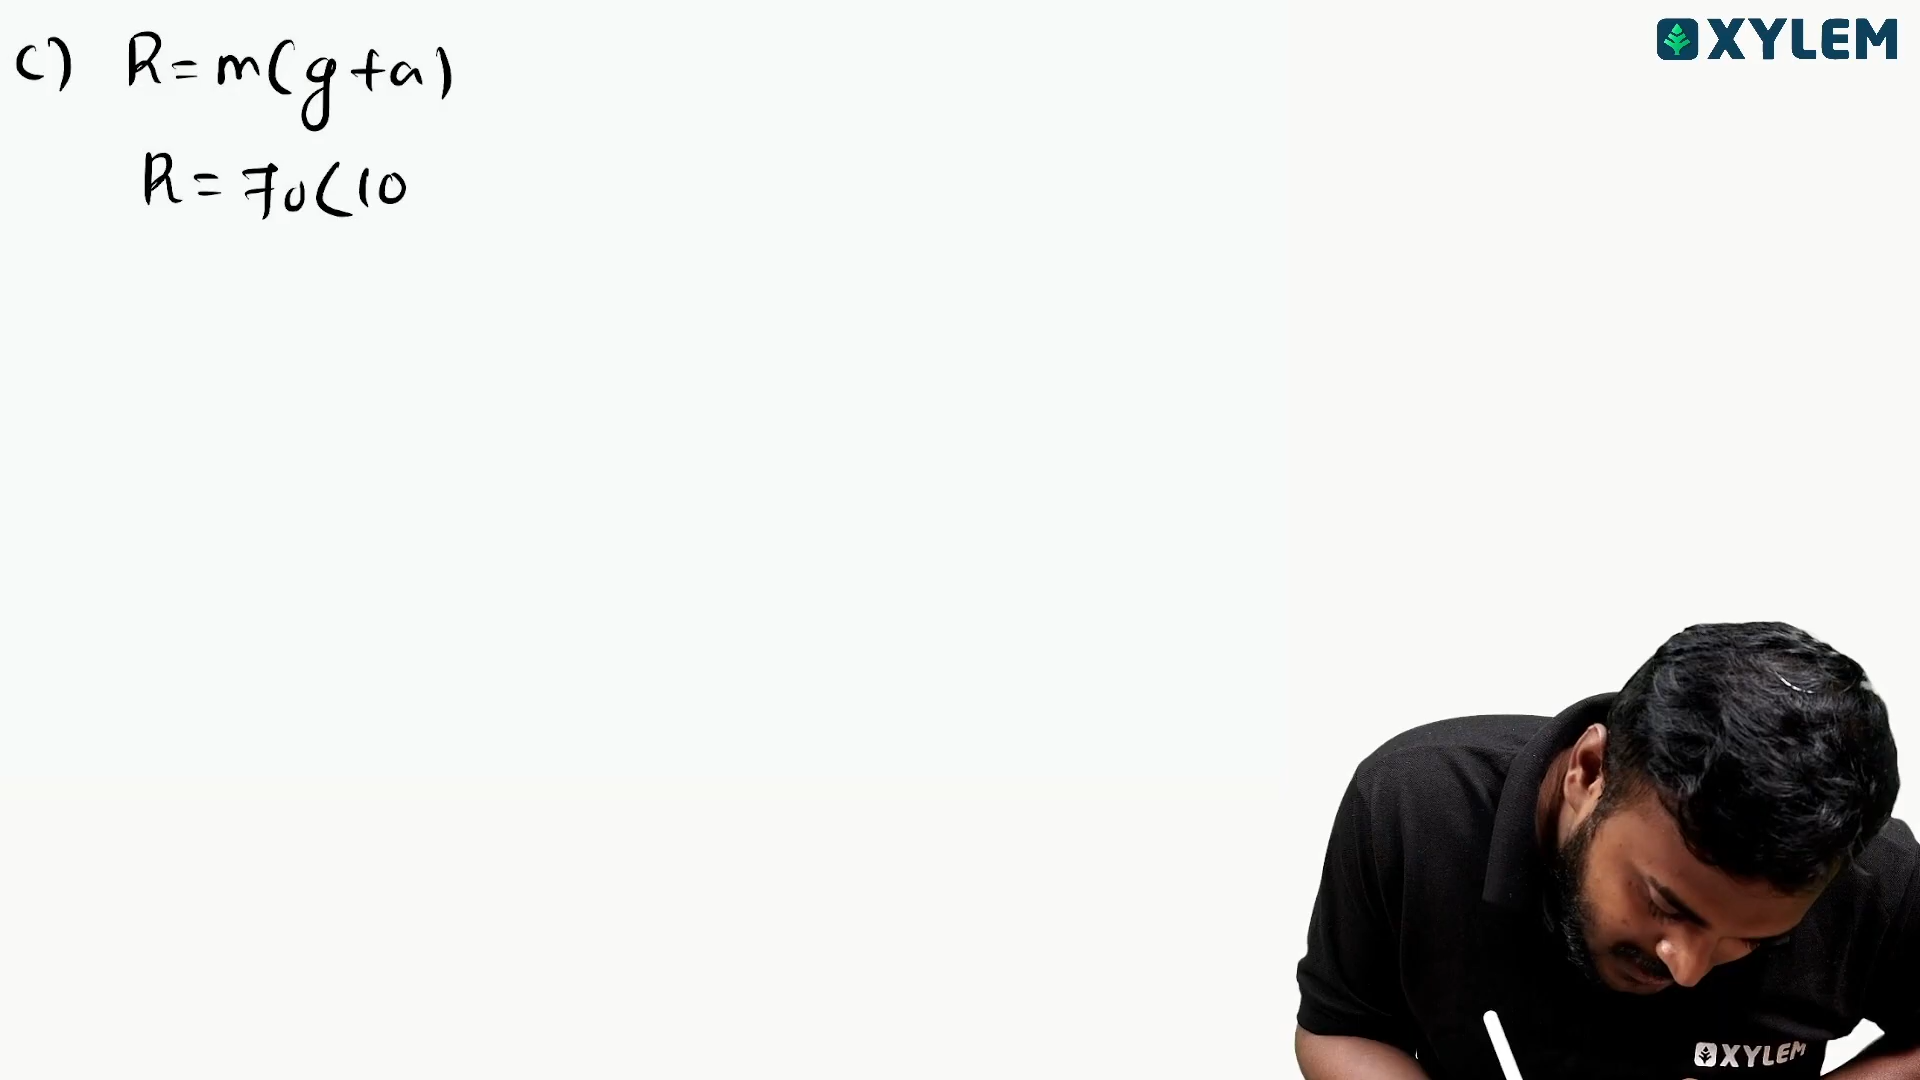 XYLEM
c) R = m(g+a)
R = 70(10
XYLEM